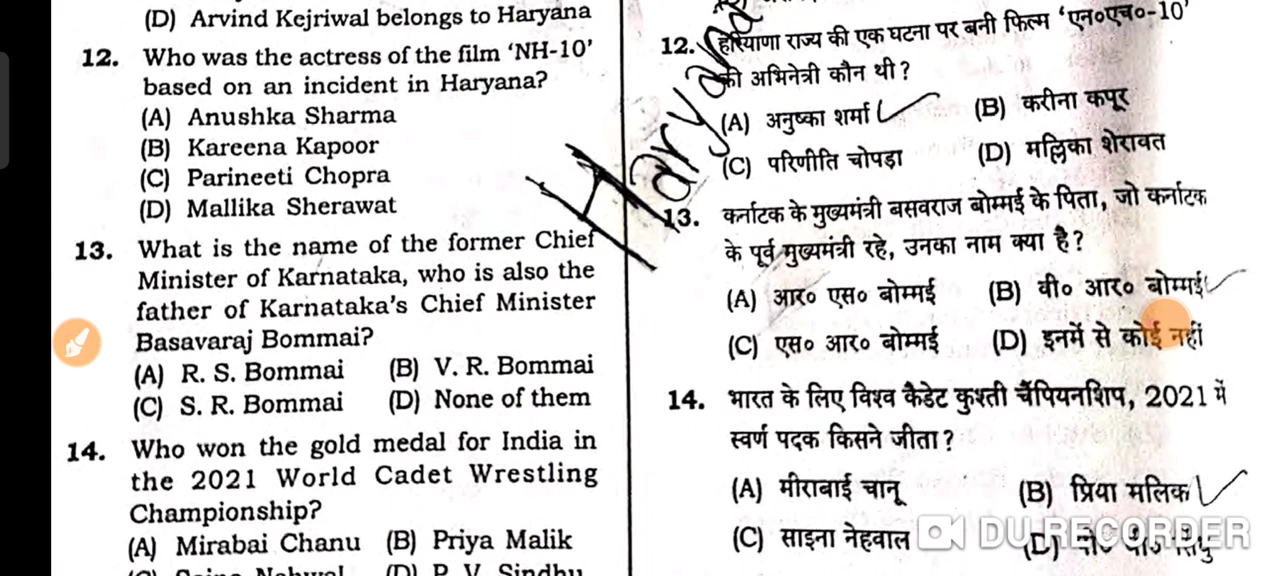 (D) Arvind Kejriwal belongs to Haryana
12. Who was the actress of the film ‘NH-10’
based on an incident in Haryana?
(A) Anushka Sharma
(B) Kareena Kapoor
(C) Parineeti Chopra
(D) Mallika Sherawat
13. What is the name of the former Chief
Minister of Karnataka, who is also the
father of Karnataka's Chief Minister
Basavaraj Bommai?
(A) R. S. Bommai (B) V. R. Bommai
(C) S. R. Bommai (D) None of them
14. Who won the gold medal for India in
the 2021 World Cadet Wrestling
Championship?
(A) Mirabai Chanu (B) Priya Malik
(C) Saina Nehwal (D) P. V. Sindhu
Haryana
12. हरियाणा राज्य की एक घटना पर बनी फिल्म ‘एन०एच०-10’
की अभिनेत्री कौन थी?
(A) अनुष्का शर्मा (B) करीना कपूर
(C) परिणीति चोपड़ा (D) मल्लिका शेरावत
13. कर्नाटक के मुख्यमंत्री बसवराज बोम्मई के पिता, जो कर्नाटक
के पूर्व मुख्यमंत्री रहे, उनका नाम क्या है?
(A) आर० एस० बोम्मई (B) वी० आर० बोम्मई
(C) एस० आर० बोम्मई (D) इनमें से कोई नहीं
14. भारत के लिए विश्व कैडेट कुश्ती चैंपियनशिप, 2021 में
स्वर्ण पदक किसने जीता?
(A) मीराबाई चानू (B) प्रिया मलिक
(C) साइना नेहवाल (D) पी० वी० सिंधु
DU RECORDER